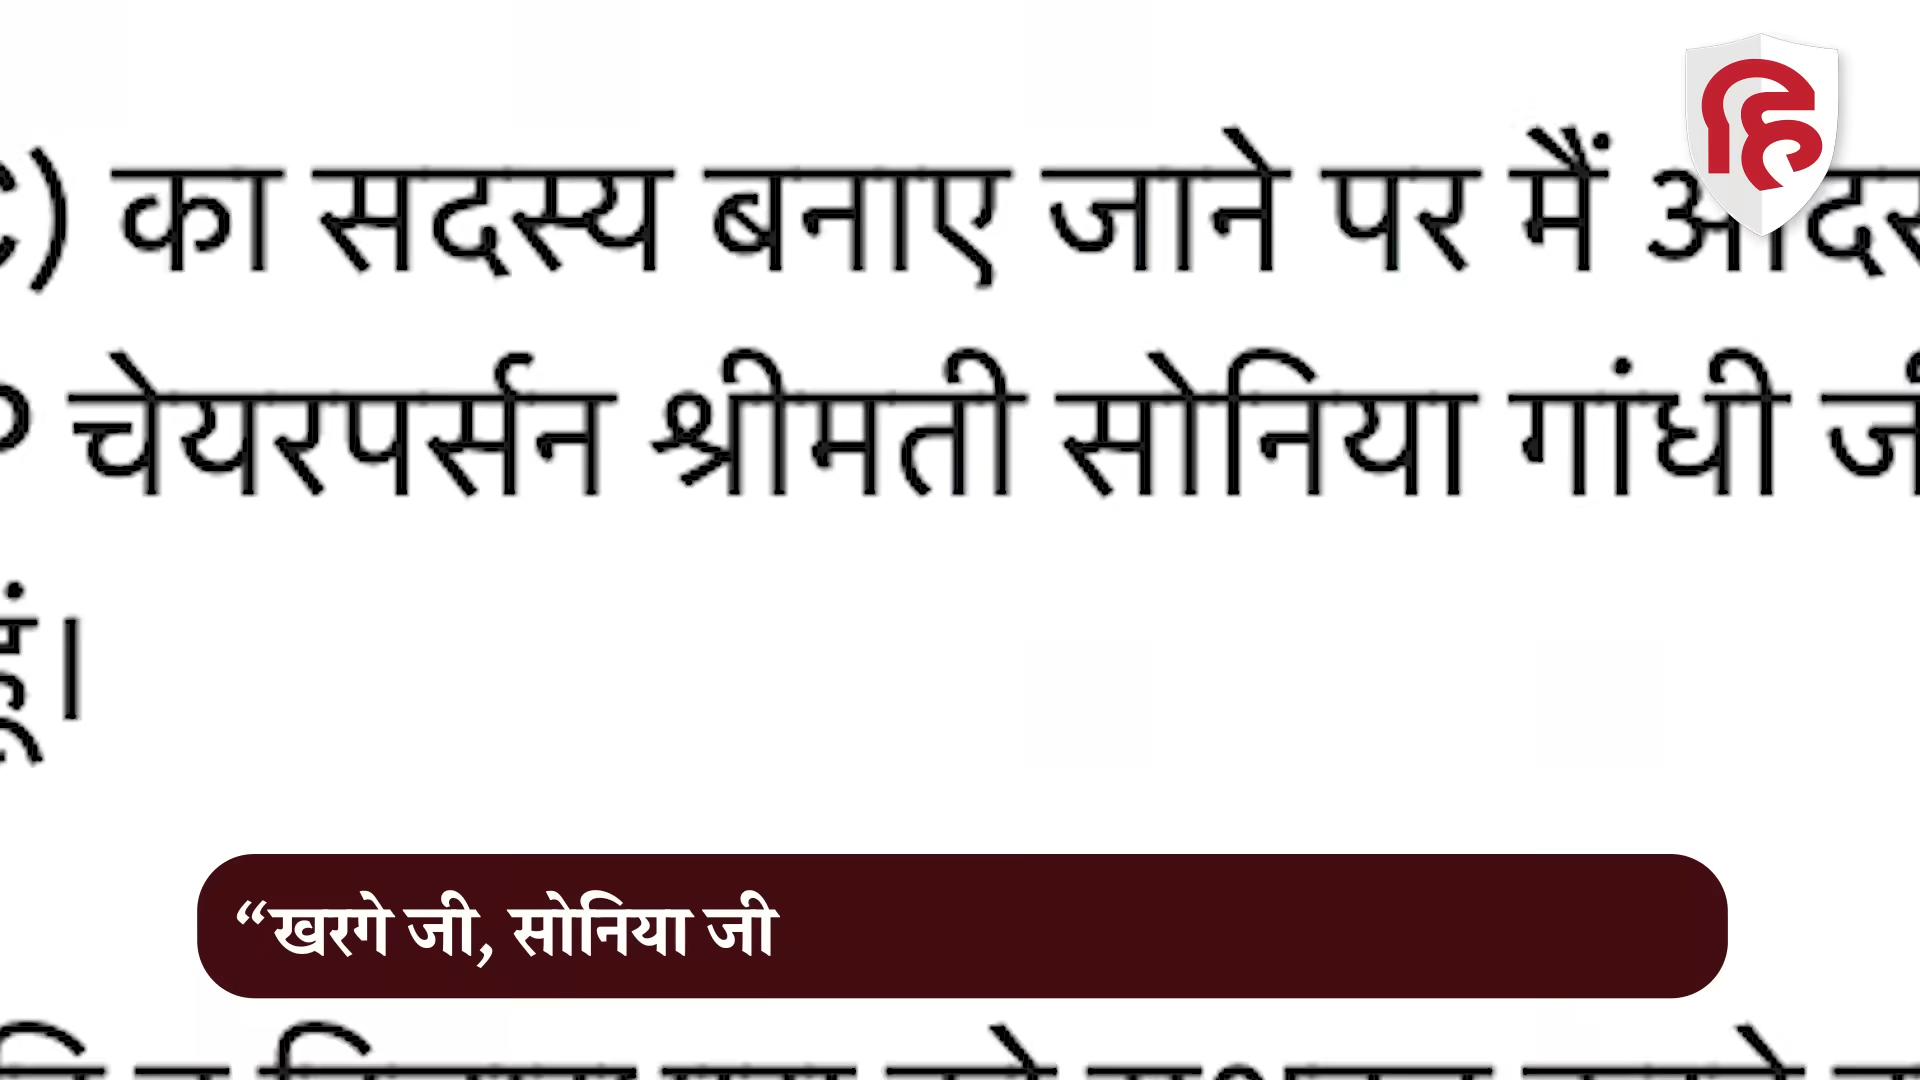 हि
) का सदस्य बनाए जाने पर मैं
चेयरपर्सन श्रीमती सोनिया गांधी जी
हूं।
“खरगे जी, सोनिया जी